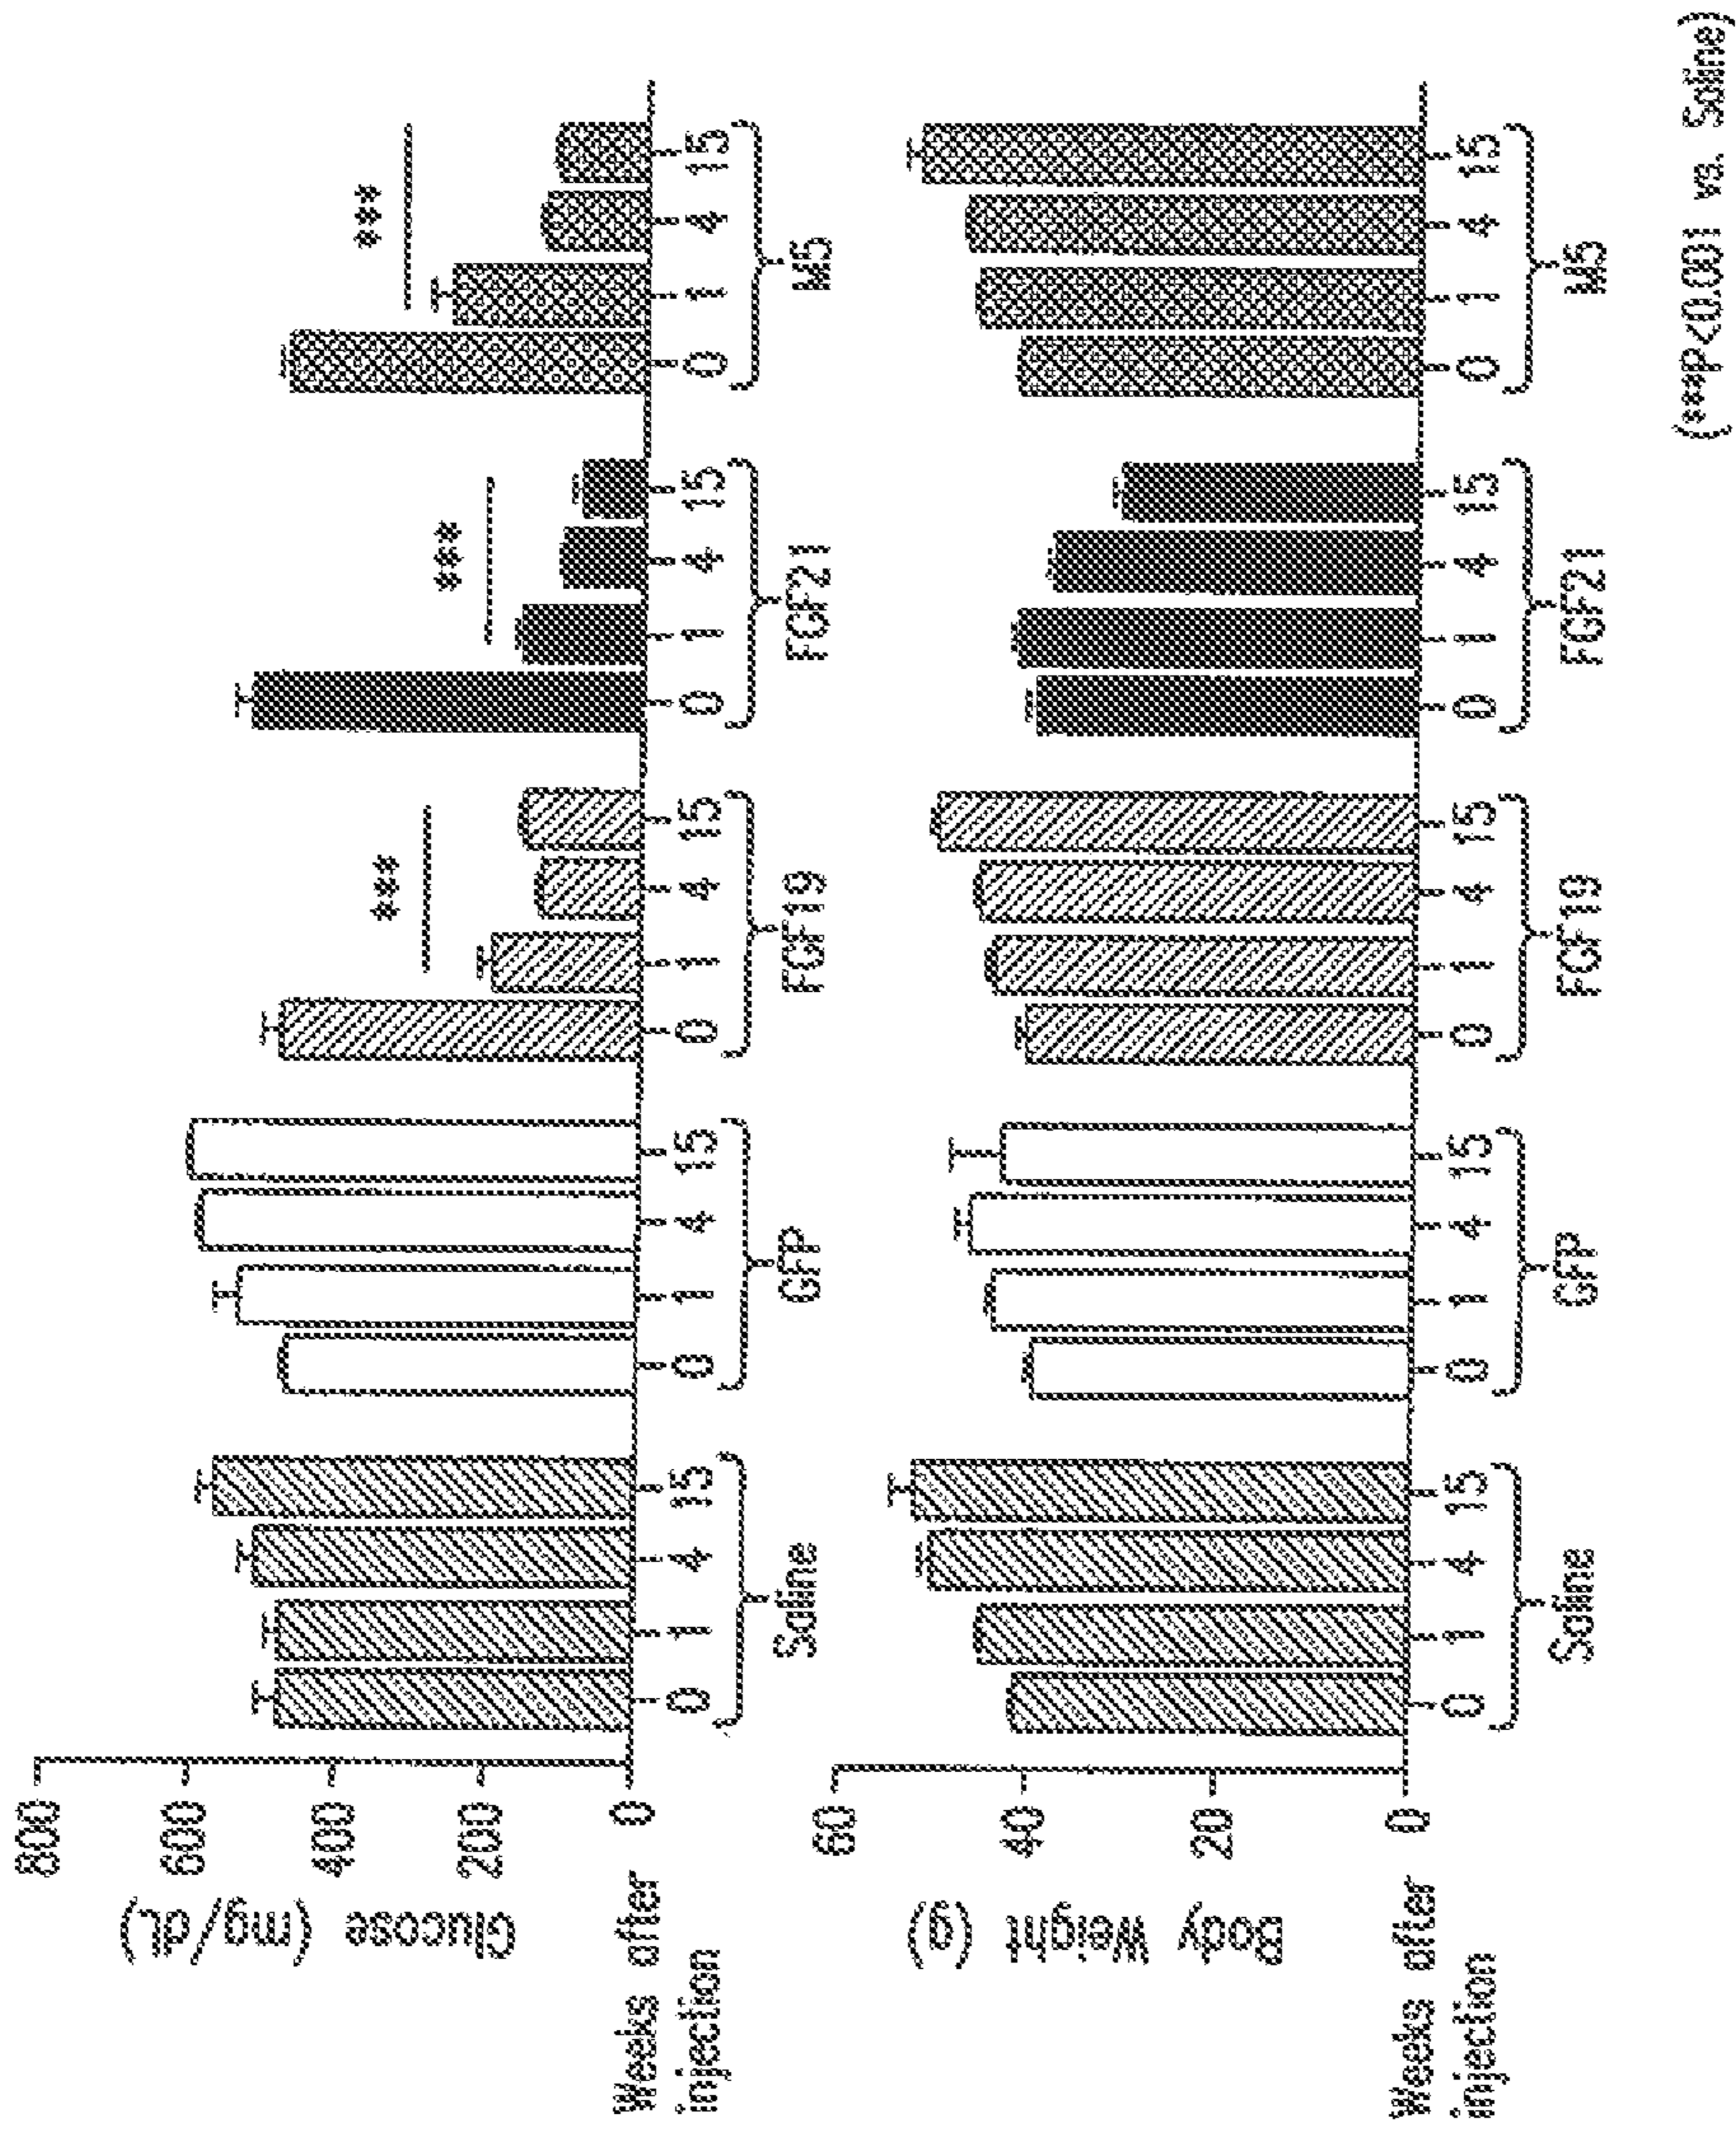 Glucose (mg/dL)
800
600
400
200
0
***
***
***
Weeks after
injection
0 1 4 15 0 1 4 15 0 1 4 15 0 1 4 15 0 1 4 15
Saline GFP FGF19 FGF21 M5
Body Weight (g)
60
40
20
0
Weeks after
injection
0 1 4 15 0 1 4 15 0 1 4 15 0 1 4 15 0 1 4 15
Saline GFP FGF19 FGF21 M5
(***P<0.001 vs. Saline)